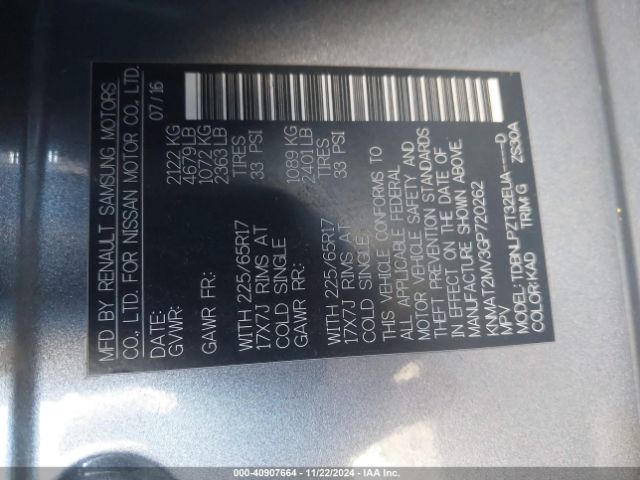 MFD BY RENAULT SAMSUNG MOTORS
CO., LTD. FOR NISSAN MOTOR CO., LTD.
DATE: 07/16
GVWR: 2122 KG
4679 LB
GAWR FR: 1072 KG
2363 LB
WITH 225/65R17 TIRES
17X7J RIMS AT 33 PSI
COLD SINGLE
GAWR RR: 1089 KG
2401 LB
WITH 225/65R17 TIRES
17X7J RIMS AT 33 PSI
COLD SINGLE
THIS VEHICLE CONFORMS TO
ALL APPLICABLE FEDERAL
MOTOR VEHICLE SAFETY AND
THEFT PREVENTION STANDARDS
IN EFFECT ON THE DATE OF
MANUFACTURE SHOWN ABOVE.
KNMAT2MV3GP720262
MPV
MODEL: TDBNLPZT32EUA----D
COLOR:KAD TRIM G ZS30A
000-40907664 | 11/22/2024 - IAA Inc.